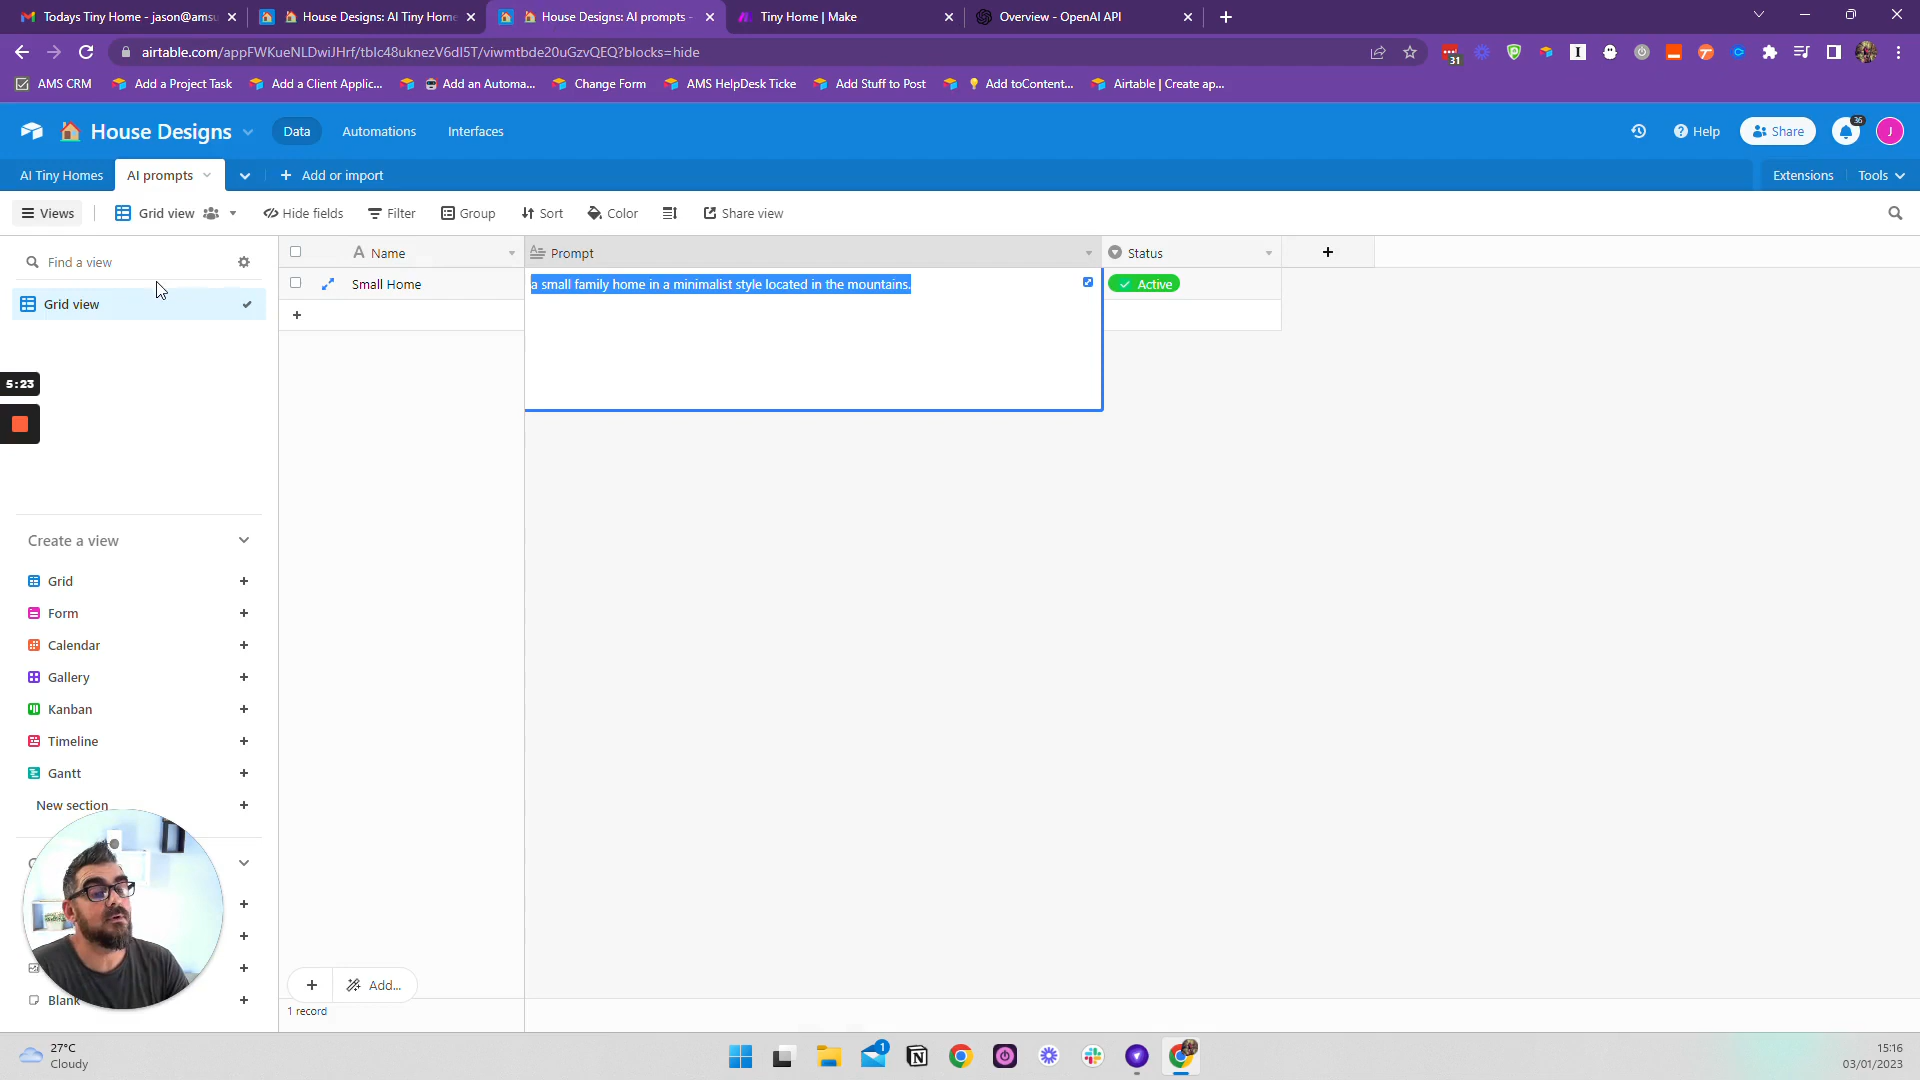 Todays Tiny Home - jason@amsu
House Designs: AI Tiny Home
House Designs: AI prompts -
Tiny Home | Make
Overview - OpenAI API
airtable.com/appFWKueNLDwiJHrf/tblc48uknezV6dI5T/viwmtbde20uGzvQEQ?blocks=hide
31
AMS CRM
Add a Project Task
Add a Client Applic...
Add an Automa...
Change Form
AMS HelpDesk Ticke
Add Stuff to Post
Add toContent...
Airtable | Create ap...
House Designs
Data
Automations
Interfaces
Help
Share
36
J
AI Tiny Homes
AI prompts
Add or import
Extensions
Tools
Views
Grid view
Hide fields
Filter
Group
Sort
Color
Share view
Find a view
Grid view
Name
Prompt
Status
Small Home
a small family home in a minimalist style located in the mountains.
Active
5:23
Create a view
Grid
Form
Calendar
Gallery
Kanban
Timeline
Gantt
New section
Blank
Add...
1 record
27°C
Cloudy
1
15:16
03/01/2023